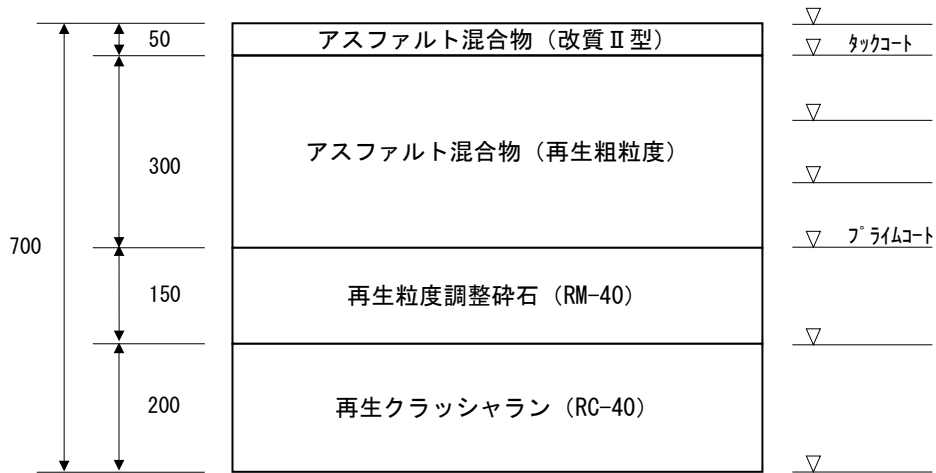 50
アスファルト混合物（改質Ⅱ型）
▽
▽ ﾀｯｸｺｰﾄ
▽
300
アスファルト混合物（再生粗粒度）
▽
700
▽ ﾌﾟﾗｲﾑｺｰﾄ
150
再生粒度調整砕石（RM-40）
▽
200
再生クラッシャラン（RC-40）
▽